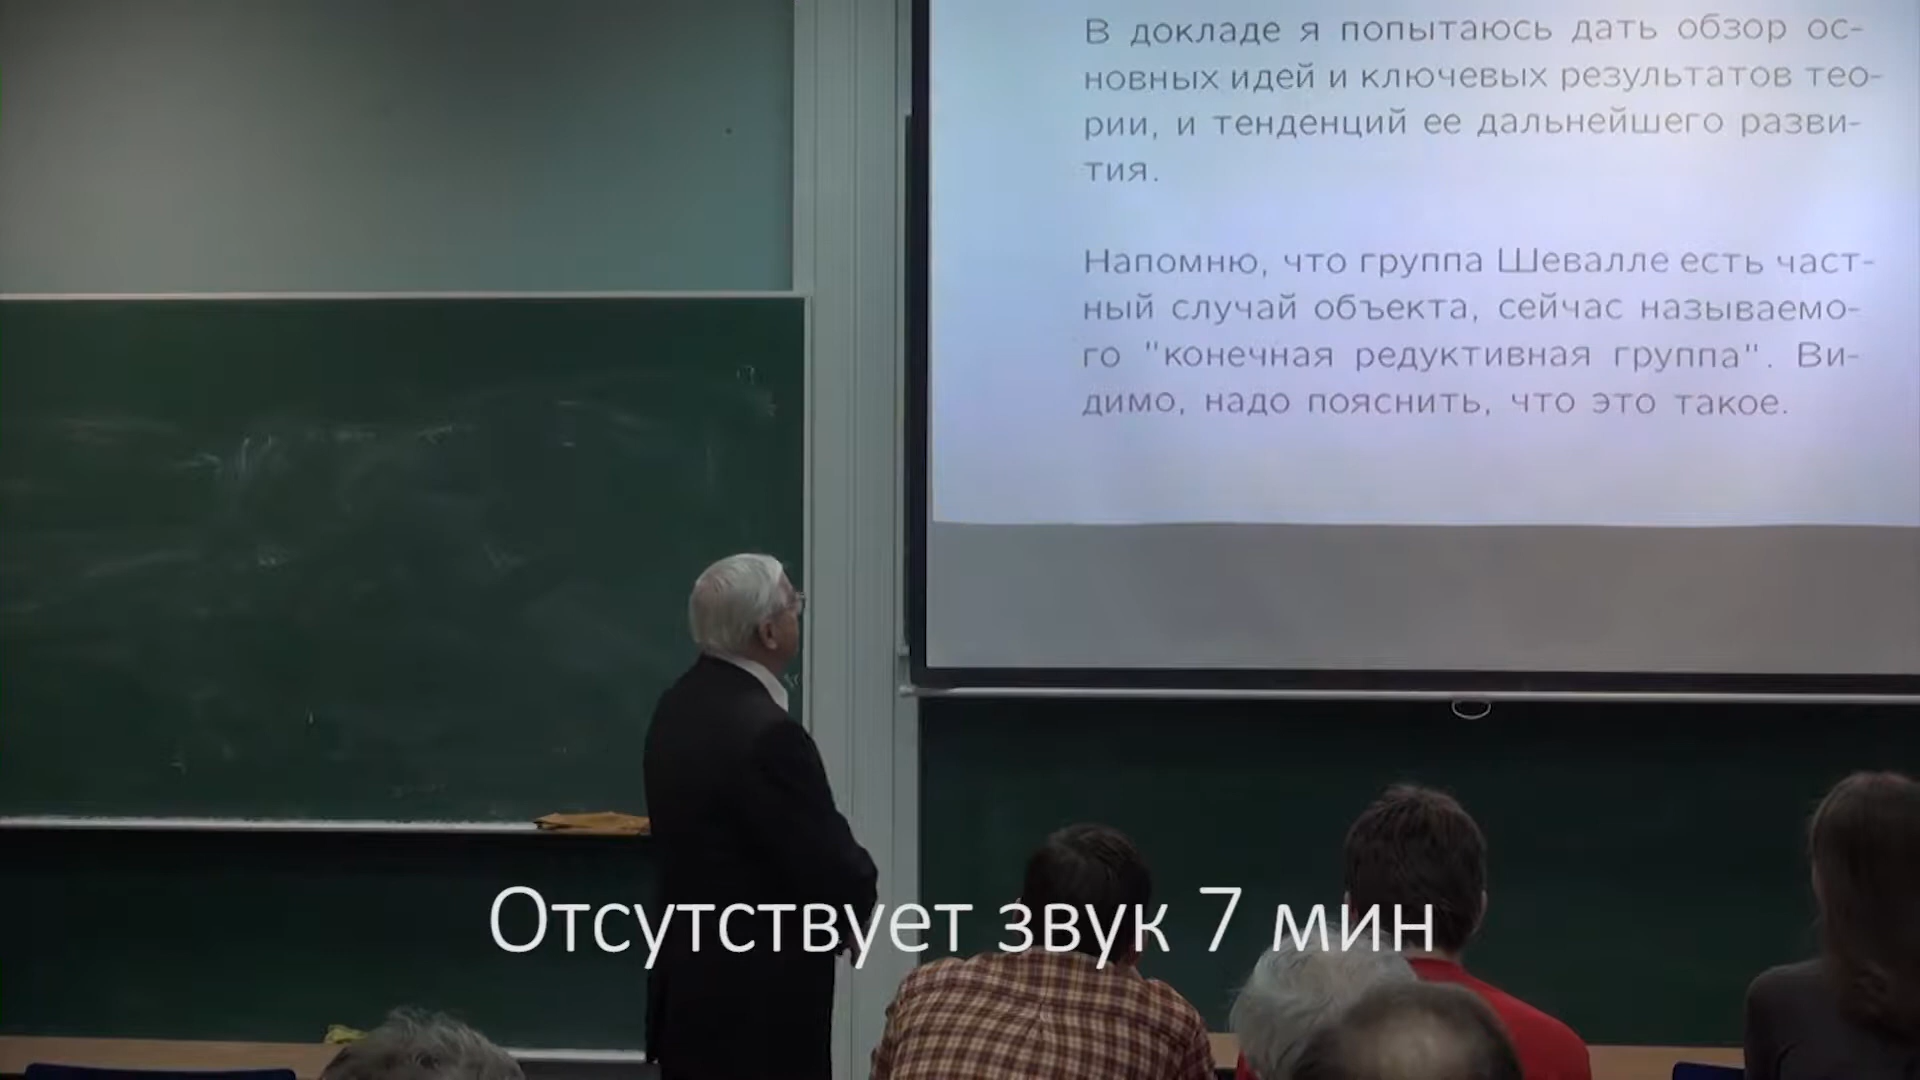 В докладе я попытаюсь дать обзор ос-
новных идей и ключевых результатов тео-
рии, и тенденций ее дальнейшего разви-
тия.
Напомню, что группа Шевалле есть част-
ный случай объекта, сейчас называемо-
го "конечная редуктивная группа". Ви-
димо, надо пояснить, что это такое.
Отсутствует звук 7 мин